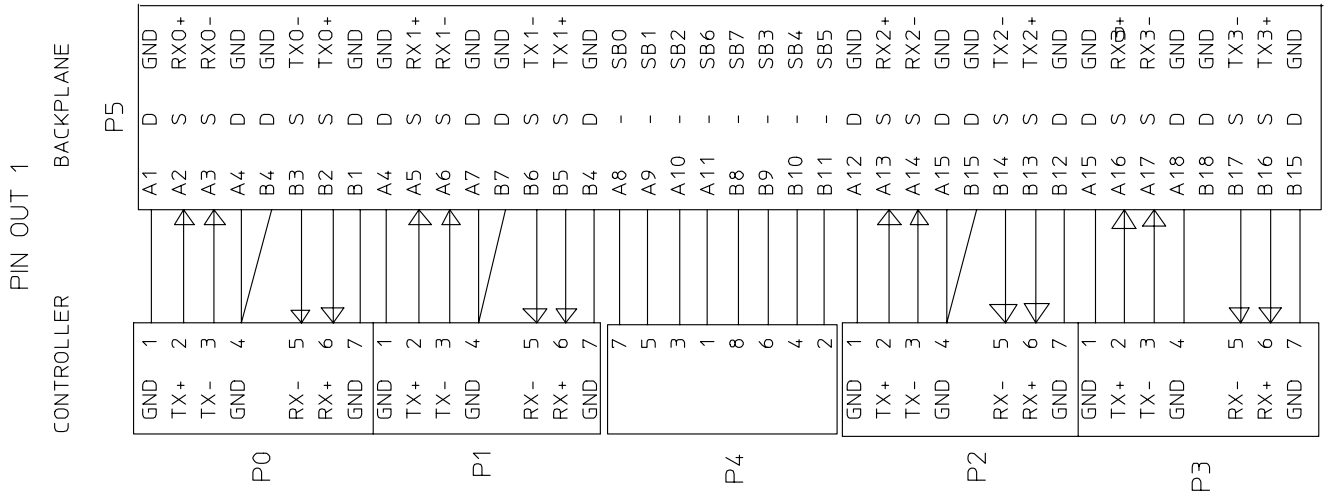 PIN OUT 1
CONTROLLER BACKPLANE
P5
GND 1 A1 D GND
TX+ 2 A2 S RX0+
TX- 3 A3 S RX0-
GND 4 A4 D GND
P0 B4 D GND
RX- 5 B3 S TX0-
RX+ 6 B2 S TX0+
GND 7 B1 D GND
GND 1 A4 D GND
TX+ 2 A5 S RX1+
TX- 3 A6 S RX1-
P1 GND 4 A7 D GND
B7 D GND
RX- 5 B6 S TX1-
RX+ 6 B5 S TX1+
GND 7 B4 D GND
7 A8 - SB0
5 A9 - SB1
3 A10 - SB2
1 A11 - SB6
P4 8 B8 - SB7
6 B9 - SB3
4 B10 - SB4
2 B11 - SB5
GND 1 A12 D GND
TX+ 2 A13 S RX2+
TX- 3 A14 S RX2-
GND 4 A15 D GND
P2 B15 D GND
RX- 5 B14 S TX2-
RX+ 6 B13 S TX2+
GND 7 B12 D GND
GND 1 A15 D GND
TX+ 2 A16 S
TX- 3 A17 S RX3-
GND 4 A18 D GND
P3 B18 D GND
RX- 5 B17 S TX3-
RX+ 6 B16 S TX3+
GND 7 B15 D GND